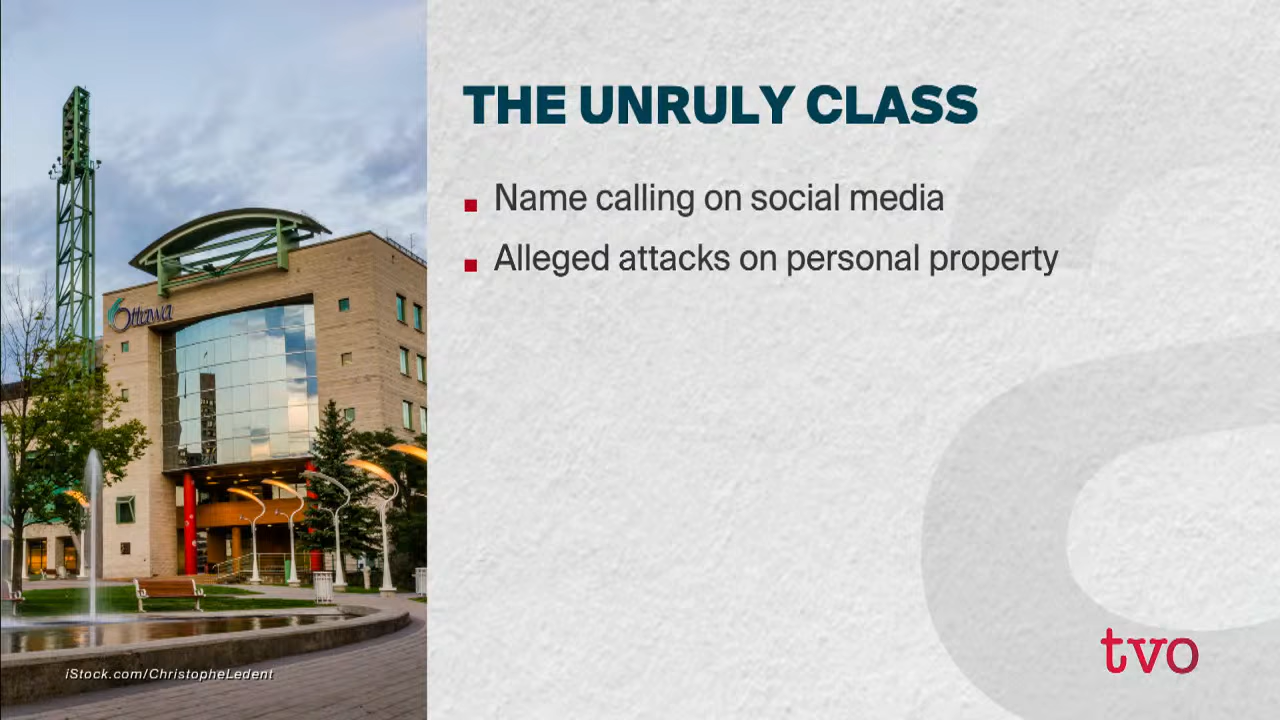 THE UNRULY CLASS
Name calling on social media
Alleged attacks on personal property
Ottawa
iStock.com/ChristopheLedent
tvo